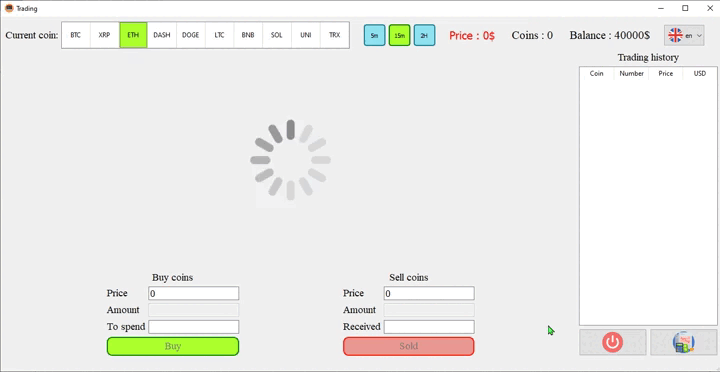 Trading
Current coin: BTC XRP ETH DASH DOGE LTC BNB SOL UNI TRX 5m 15m 2H Price : 0$ Coins : 0 Balance : 40000$ en
Trading history
Coin Number Price USD
Buy coins Sell coins
Price 0 Price 0
Amount Amount
To spend Received
Buy Sold